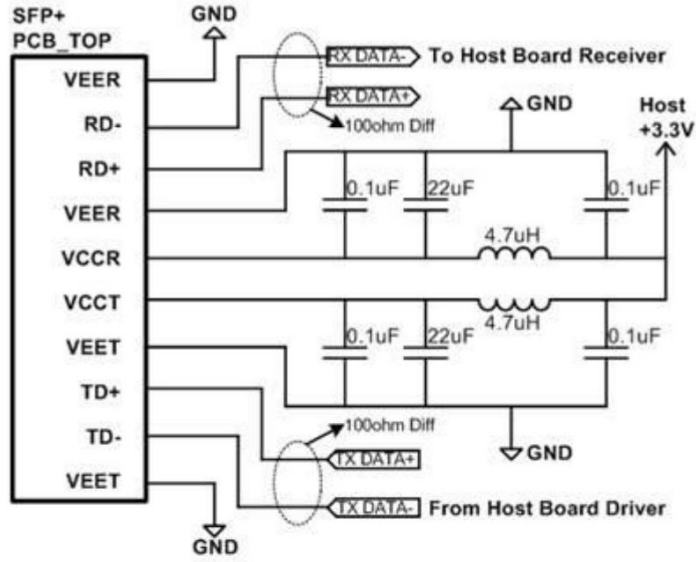 SFP+
PCB_TOP
GND
VEER
RX DATA-
To Host Board Receiver
RX DATA+
100ohm Diff
GND
Host
+3.3V
RD-
RD+
0.1uF
22uF
0.1uF
VEER
4.7uH
VCCR
VCCT
4.7uH
0.1uF
22uF
0.1uF
VEET
TD+
100ohm Diff
TD-
TX DATA+
GND
VEET
TX DATA-
From Host Board Driver
GND